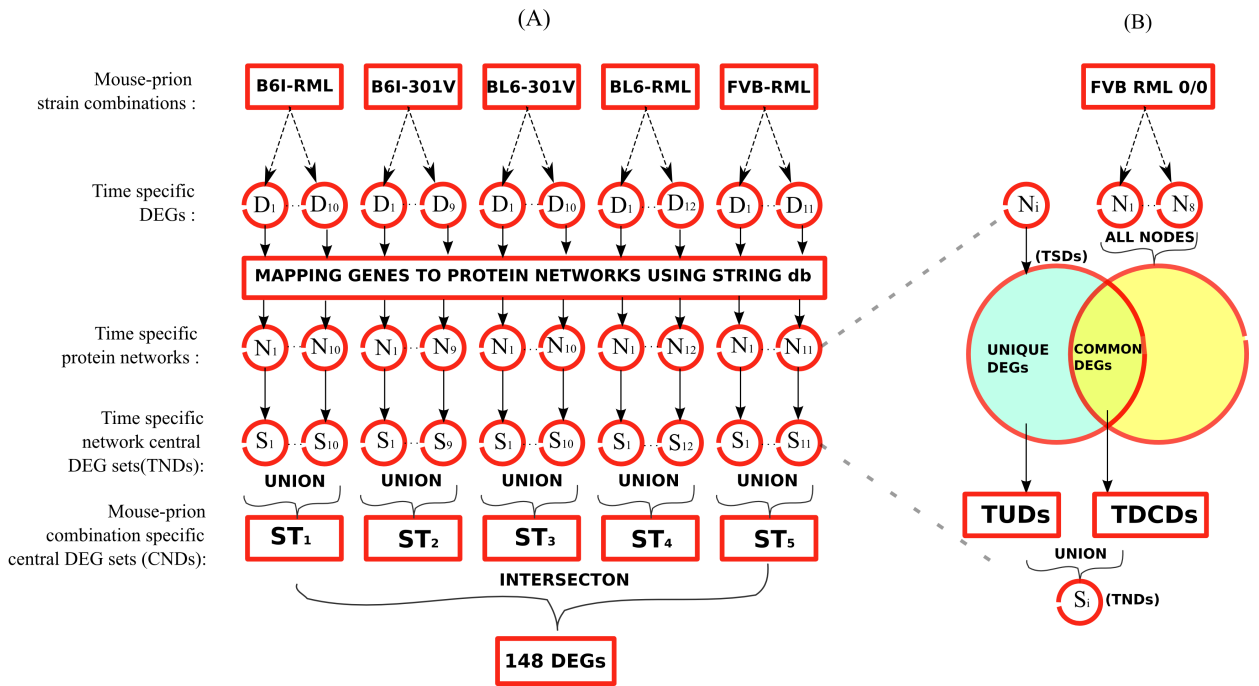 (A)
Mouse-prion
strain combinations :
B6I-RML
B6I-301V
BL6-301V
BL6-RML
FVB-RML
Time specific
DEGs :
D1 ... D10
D1 ... D9
D1 ... D10
D1 ... D12
D1 ... D11
MAPPING GENES TO PROTEIN NETWORKS USING STRING db
Time specific
protein networks :
N1 ... N10
N1 ... N9
N1 ... N10
N1 ... N12
N1 ... N11
Time specific
network central
DEG sets(TNDs):
S1 ... S10
S1 ... S9
S1 ... S10
S1 ... S12
S1 ... S11
UNION
UNION
UNION
UNION
UNION
Mouse-prion
combination specific
central DEG sets (CNDs):
ST1
ST2
ST3
ST4
ST5
INTERSECTON
148 DEGs
(B)
FVB RML 0/0
Ni
N1 ... N8
ALL NODES
(TSDs)
UNIQUE
DEGs
COMMON
DEGs
TUDs
TDCDs
UNION
Si
(TNDs)